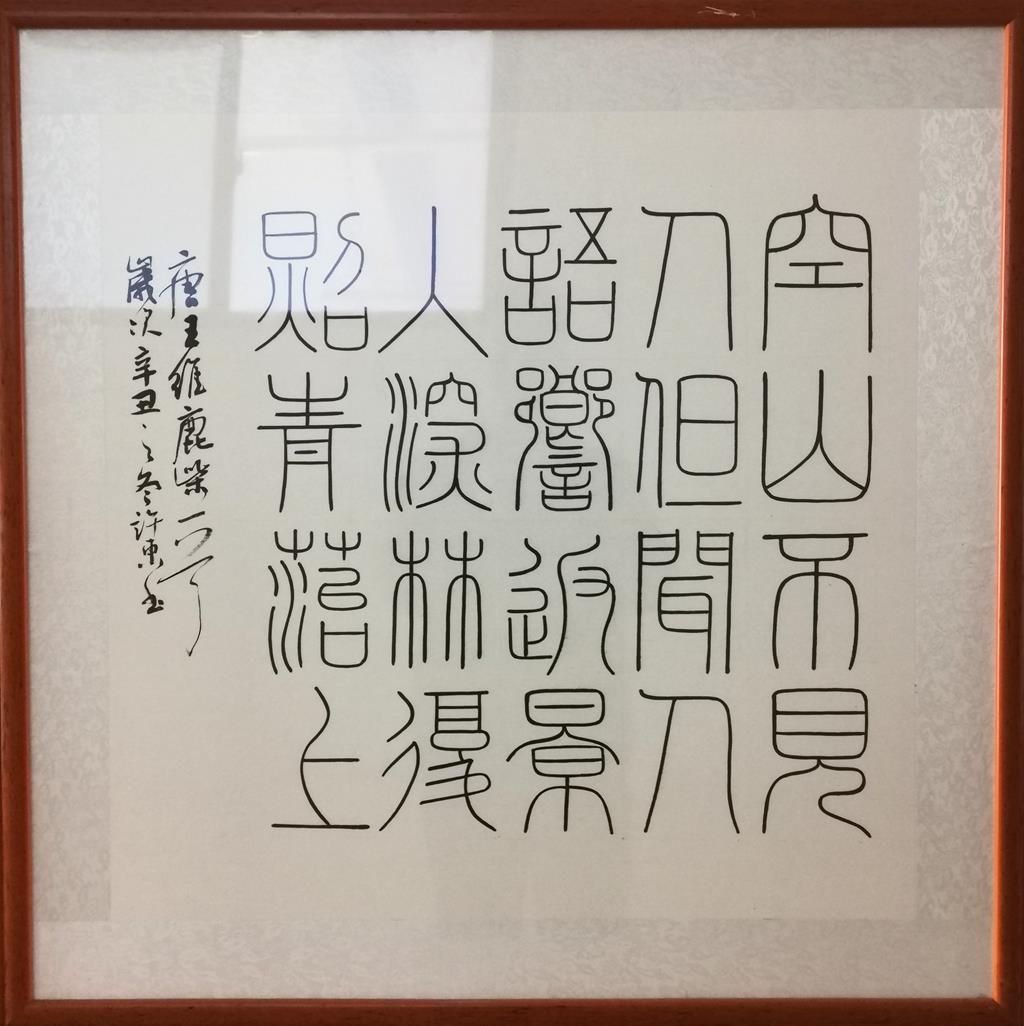 空山不見
人但聞人
語響返景
入深林復
照青菭上
唐王維鹿柴
歲次辛丑之冬許